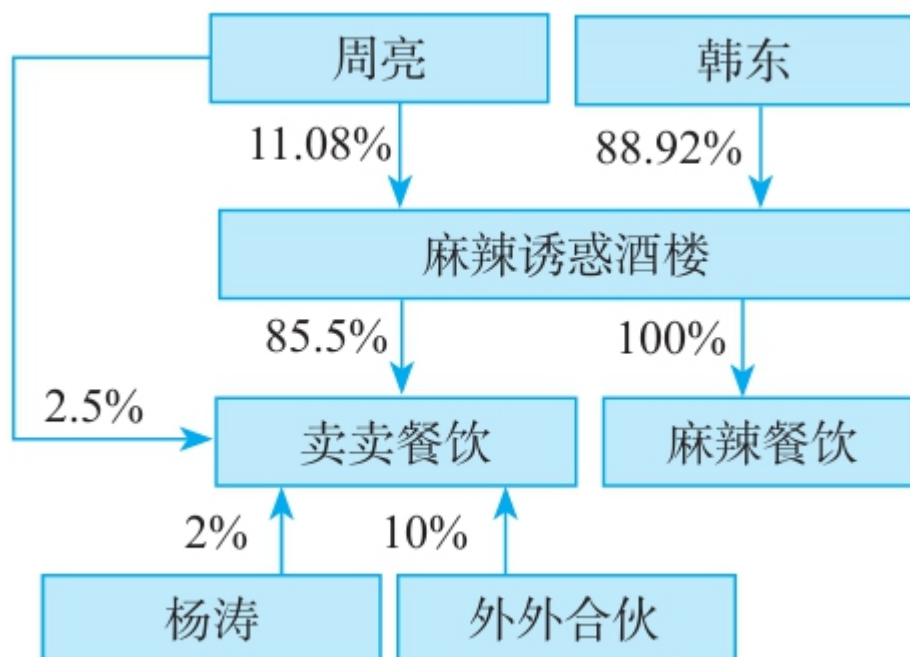 周亮
韩东
11.08%
88.92%
麻辣诱惑酒楼
85.5%
100%
2.5%
卖卖餐饮
麻辣餐饮
2%
10%
杨涛
外外合伙